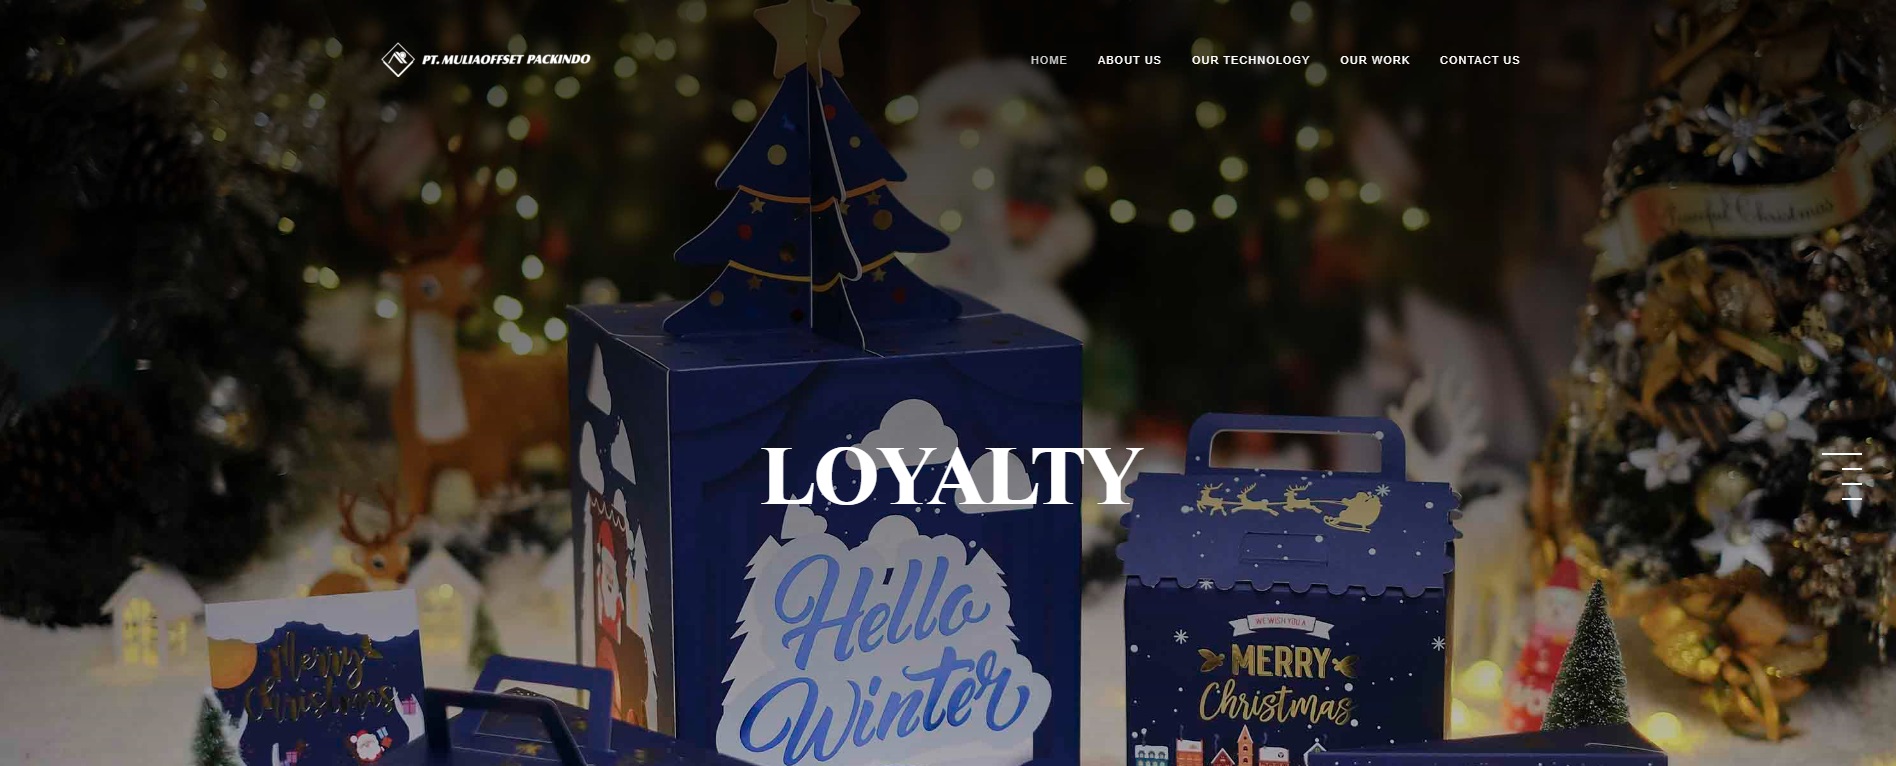 PT. MULIAOFFSET PACKINDO
HOME
ABOUT US
OUR TECHNOLOGY
OUR WORK
CONTACT US
Peaceful Christmas
LOYALTY
Hello
Winter
WE WISH YOU A
MERRY
Christmas
Merry
Christmas